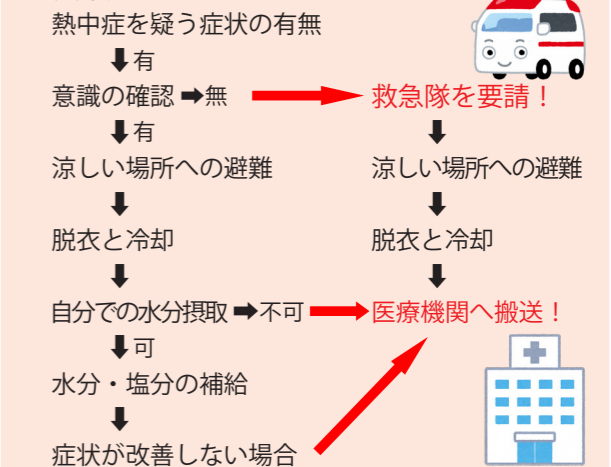 熱中症を疑う症状の有無
⬇有
意識の確認➡無
救急隊を要請！
⬇有
⬇
涼しい場所への避難
涼しい場所への避難
⬇
⬇
脱衣と冷却
脱衣と冷却
⬇
⬇
自分での水分摂取➡不可
医療機関へ搬送！
⬇可
水分・塩分の補給
⬇
症状が改善しない場合